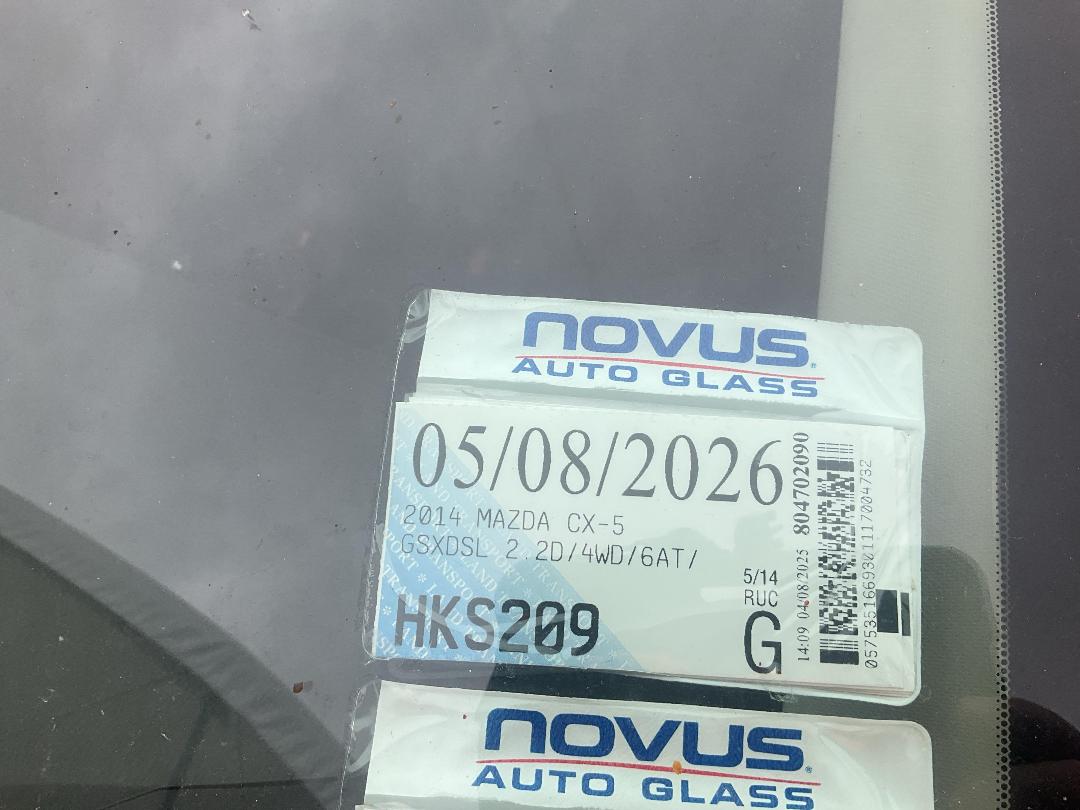 NOVUS
AUTO GLASS
05/08/2026
2014 MAZDA CX-5
GSXDSL 2.2D/4WD/6AT/
5/14
RUC
HKS209
G
14:09 04/08/2025 804702090
NOVUS
AUTO GLASS